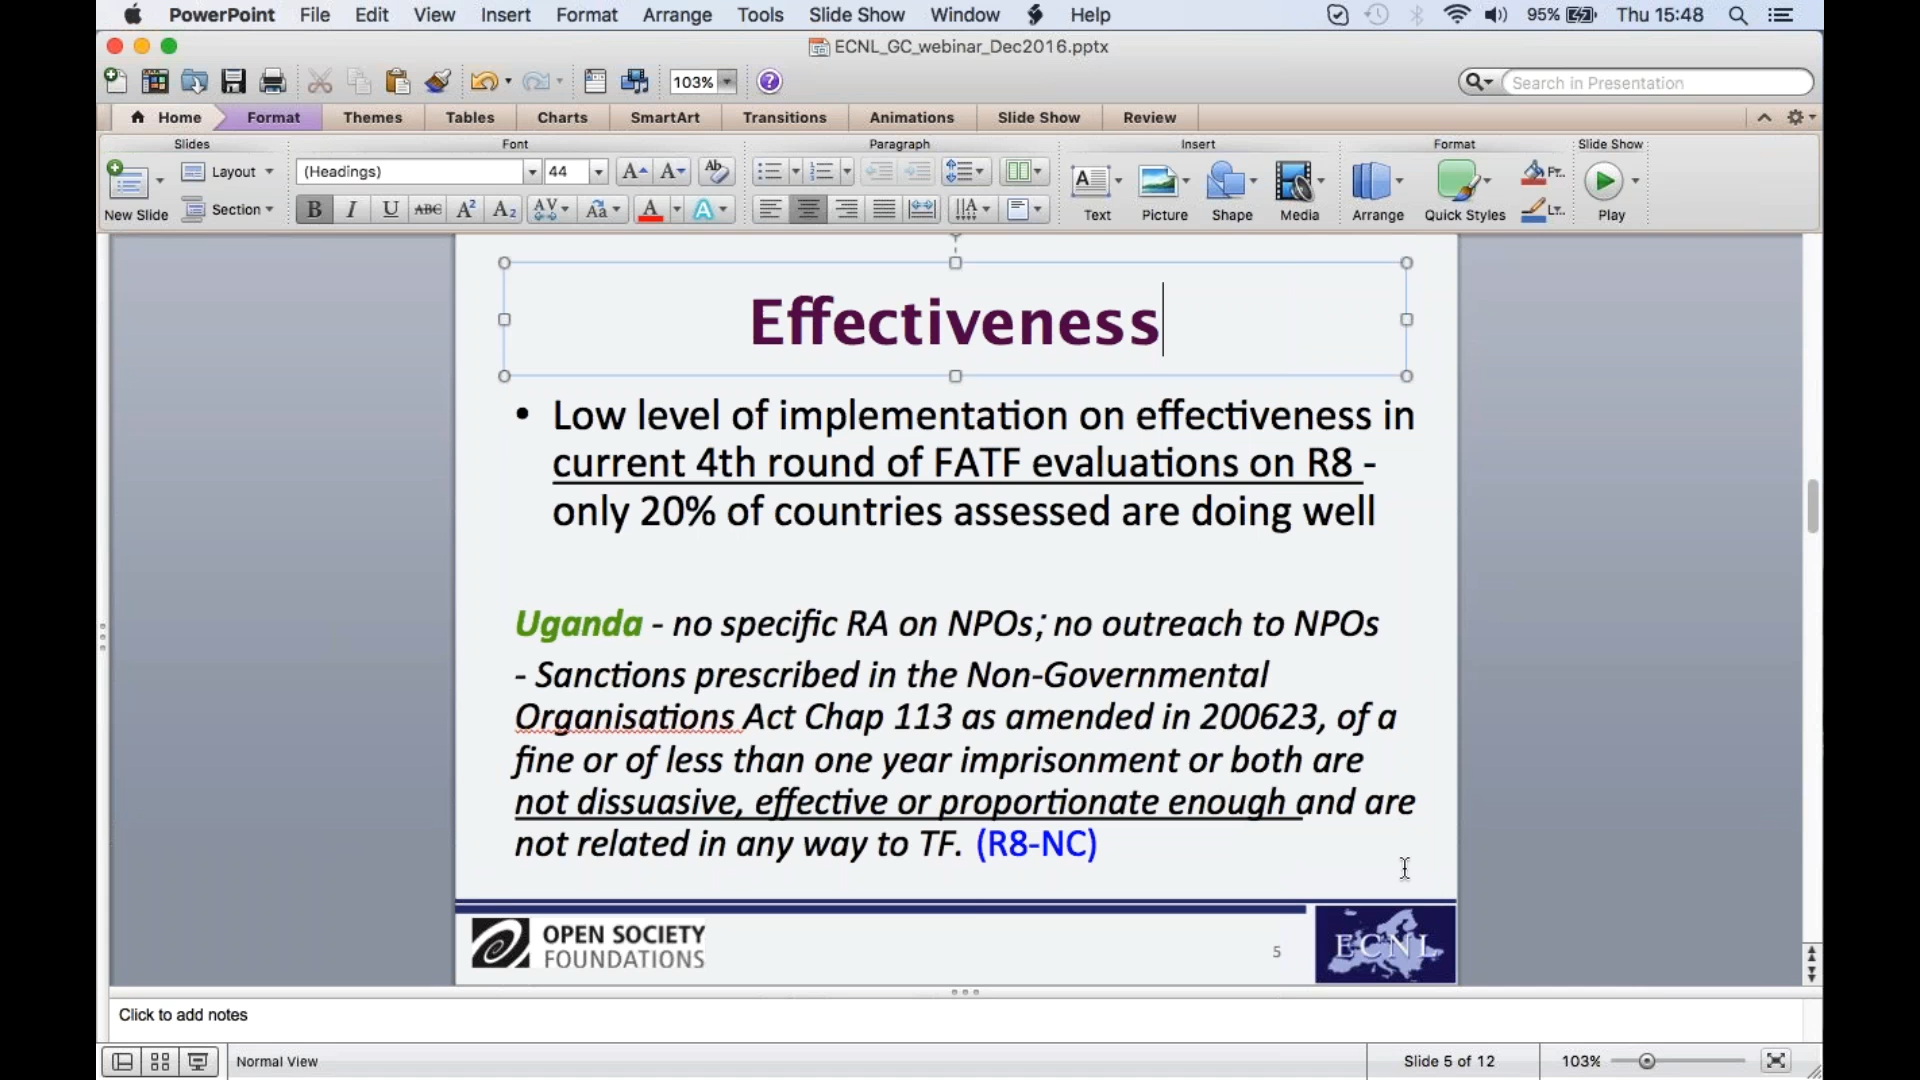 PowerPoint File Edit View Insert Format Arrange Tools Slide Show Window Help 95% Thu 15:48
ECNL_GC_webinar_Dec2016.pptx
103% Search in Presentation
Home Format Themes Tables Charts SmartArt Transitions Animations Slide Show Review
Slides Font Paragraph Insert Format Slide Show
Layout (Headings) 44
New Slide Section Text Picture Shape Media Arrange Quick Styles Play
Effectiveness
• Low level of implementation on effectiveness in
current 4th round of FATF evaluations on R8 -
only 20% of countries assessed are doing well
Uganda - no specific RA on NPOs; no outreach to NPOs
- Sanctions prescribed in the Non-Governmental
Organisations Act Chap 113 as amended in 200623, of a
fine or of less than one year imprisonment or both are
not dissuasive, effective or proportionate enough and are
not related in any way to TF. (R8-NC)
OPEN SOCIETY
FOUNDATIONS
5
ECNL
Click to add notes
Normal View Slide 5 of 12 103%